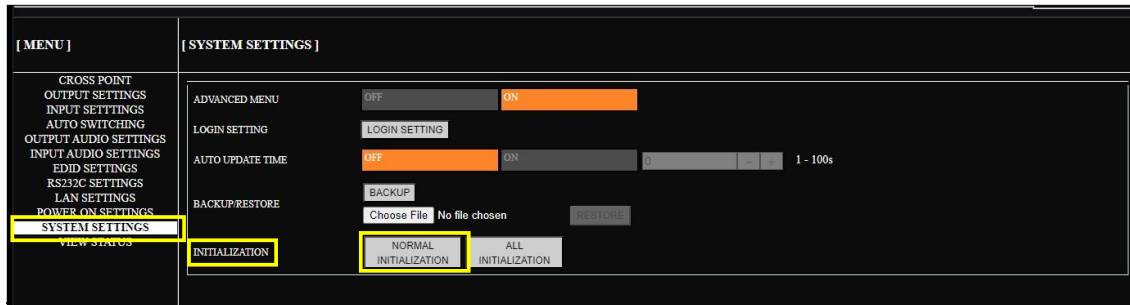 [ MENU ]
[ SYSTEM SETTINGS ]
CROSS POINT
OUTPUT SETTINGS
INPUT SETTTINGS
AUTO SWITCHING
OUTPUT AUDIO SETTINGS
INPUT AUDIO SETTINGS
EDID SETTINGS
RS232C SETTINGS
LAN SETTINGS
POWER ON SETTINGS
SYSTEM SETTINGS
VIEW STATUS
ADVANCED MENU OFF ON
LOGIN SETTING LOGIN SETTING
AUTO UPDATE TIME OFF ON 0 - + 1 - 100s
BACKUP/RESTORE BACKUP
Choose File No file chosen RESTORE
INITIALIZATION NORMAL INITIALIZATION ALL INITIALIZATION